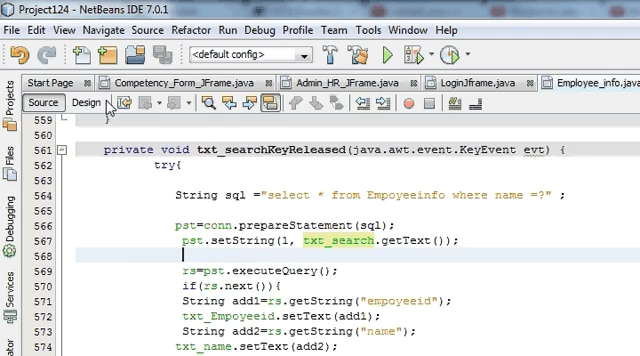 Project124 - NetBeans IDE 7.0.1
File Edit View Navigate Source Refactor Run Debug Profile Team Tools Window Help
<default config>
Start Page Competency_Form_JFrame.java Admin_HR_JFrame.java LoginJframe.java Employee_info.java
Source Design
Projects
Files
Debugging
Services
559 }
560
561 private void txt_searchKeyReleased(java.awt.event.KeyEvent evt) {
562 try{
563
564 String sql ="select * from Empoyeeinfo where name =?" ;
565
566 pst=conn.prepareStatement(sql);
567 pst.setString(1, txt_search.getText());
568
569 rs=pst.executeQuery();
570 if(rs.next()){
571 String add1=rs.getString("empoyeeid");
572 txt_Empoyeeid.setText(add1);
573 String add2=rs.getString("name");
574 txt_name.setText(add2);